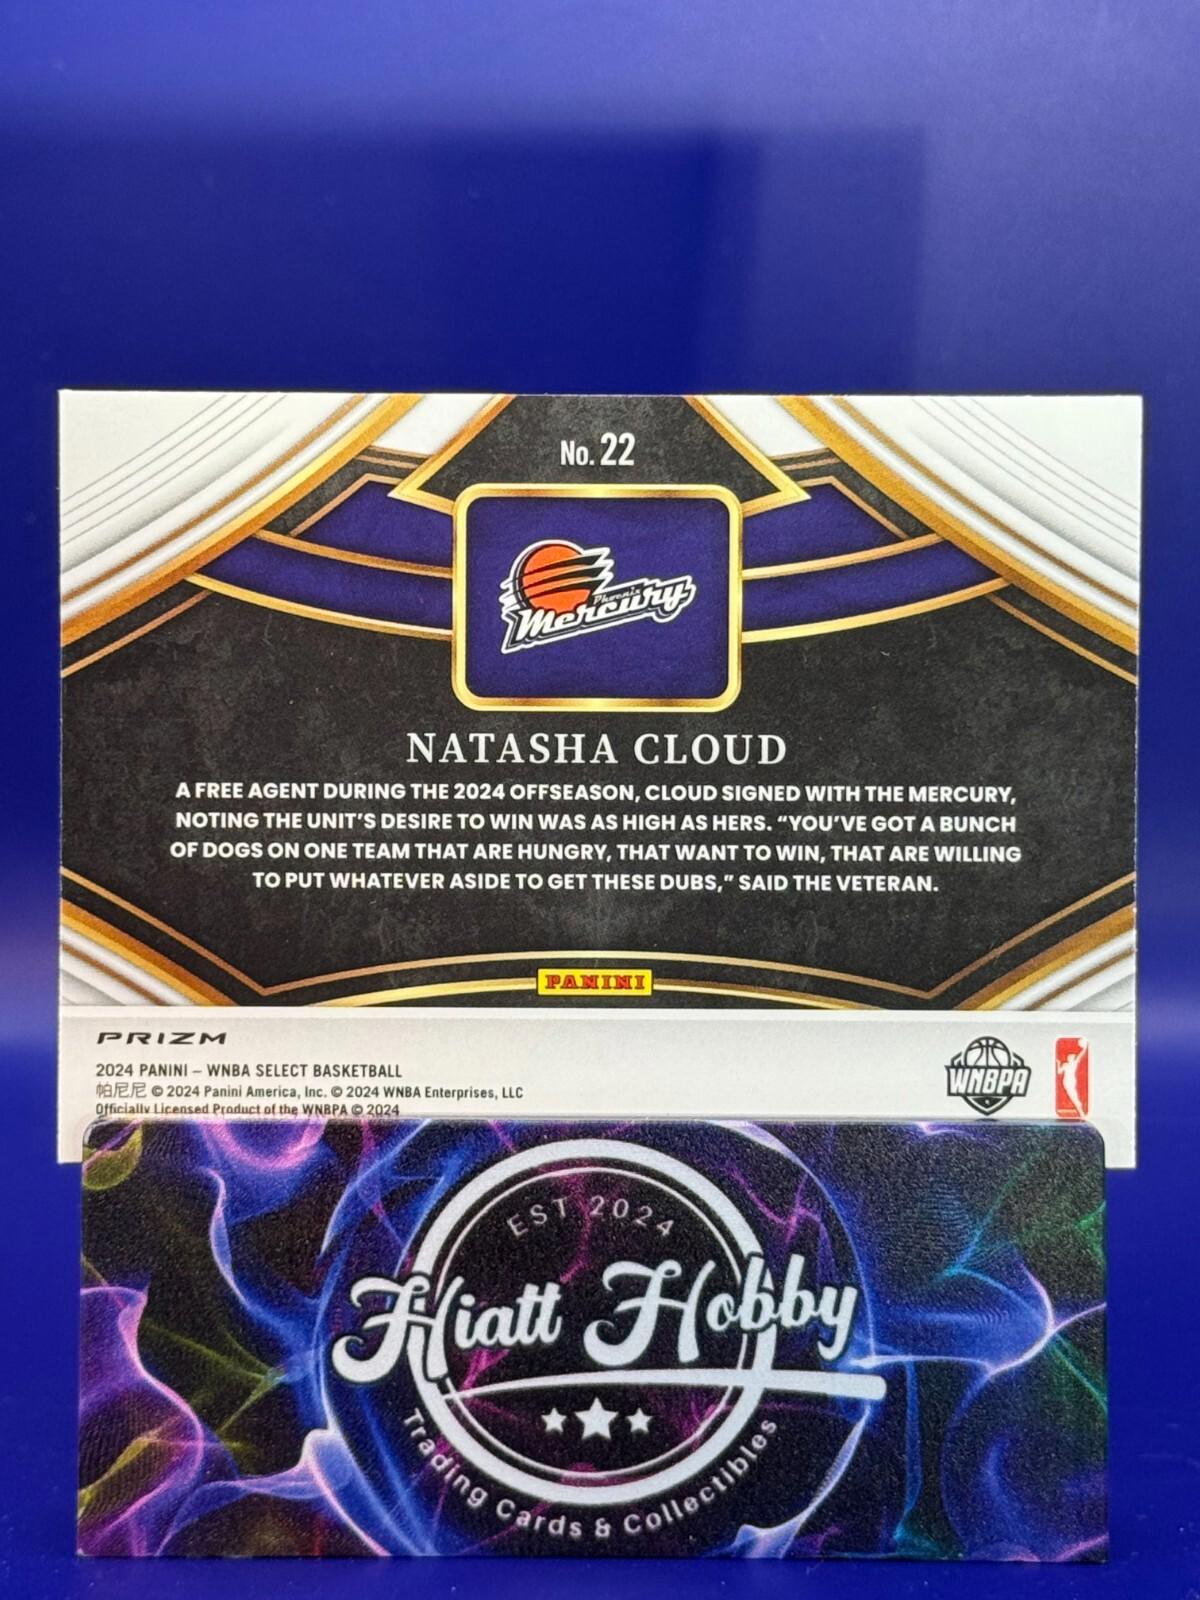 No. 22
Phoenix
Mercury
NATASHA CLOUD
A FREE AGENT DURING THE 2024 OFFSEASON, CLOUD SIGNED WITH THE MERCURY,
NOTING THE UNIT'S DESIRE TO WIN WAS AS HIGH AS HERS. “YOU'VE GOT A BUNCH
OF DOGS ON ONE TEAM THAT ARE HUNGRY, THAT WANT TO WIN, THAT ARE WILLING
TO PUT WHATEVER ASIDE TO GET THESE DUBS,” SAID THE VETERAN.
PANINI
PRIZM
2024 PANINI – WNBA SELECT BASKETBALL
帕尼尼 © 2024 Panini America, Inc. © 2024 WNBA Enterprises, LLC
Officially Licensed Product of the WNBPA © 2024
WNBPA
EST 2024
Hiatt Hobby
Trading Cards & Collectibles